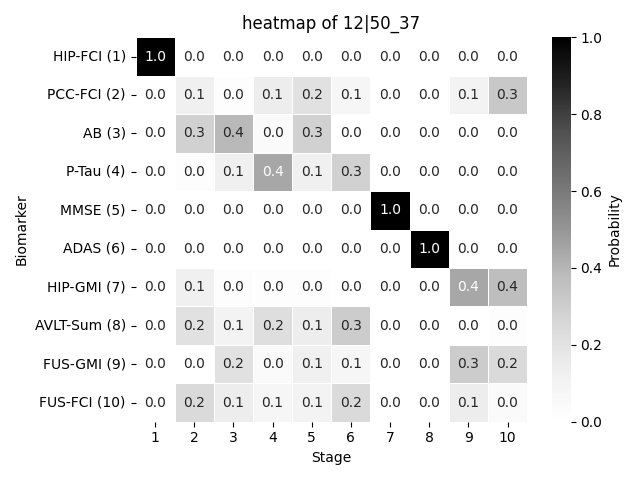 heatmap of 12|50_37
HIP-FCI (1) 1.0 0.0 0.0 0.0 0.0 0.0 0.0 0.0 0.0 0.0
PCC-FCI (2) 0.0 0.1 0.0 0.1 0.2 0.1 0.0 0.0 0.1 0.3
AB (3) 0.0 0.3 0.4 0.0 0.3 0.0 0.0 0.0 0.0 0.0
P-Tau (4) 0.0 0.0 0.1 0.4 0.1 0.3 0.0 0.0 0.0 0.0
MMSE (5) 0.0 0.0 0.0 0.0 0.0 0.0 1.0 0.0 0.0 0.0
ADAS (6) 0.0 0.0 0.0 0.0 0.0 0.0 0.0 1.0 0.0 0.0
HIP-GMI (7) 0.0 0.1 0.0 0.0 0.0 0.0 0.0 0.0 0.4 0.4
AVLT-Sum (8) 0.0 0.2 0.1 0.2 0.1 0.3 0.0 0.0 0.0 0.0
FUS-GMI (9) 0.0 0.0 0.2 0.0 0.1 0.1 0.0 0.0 0.3 0.2
FUS-FCI (10) 0.0 0.2 0.1 0.1 0.1 0.2 0.0 0.0 0.1 0.0
1 2 3 4 5 6 7 8 9 10
Stage
Biomarker
1.0
0.8
0.6
0.4
0.2
0.0
Probability